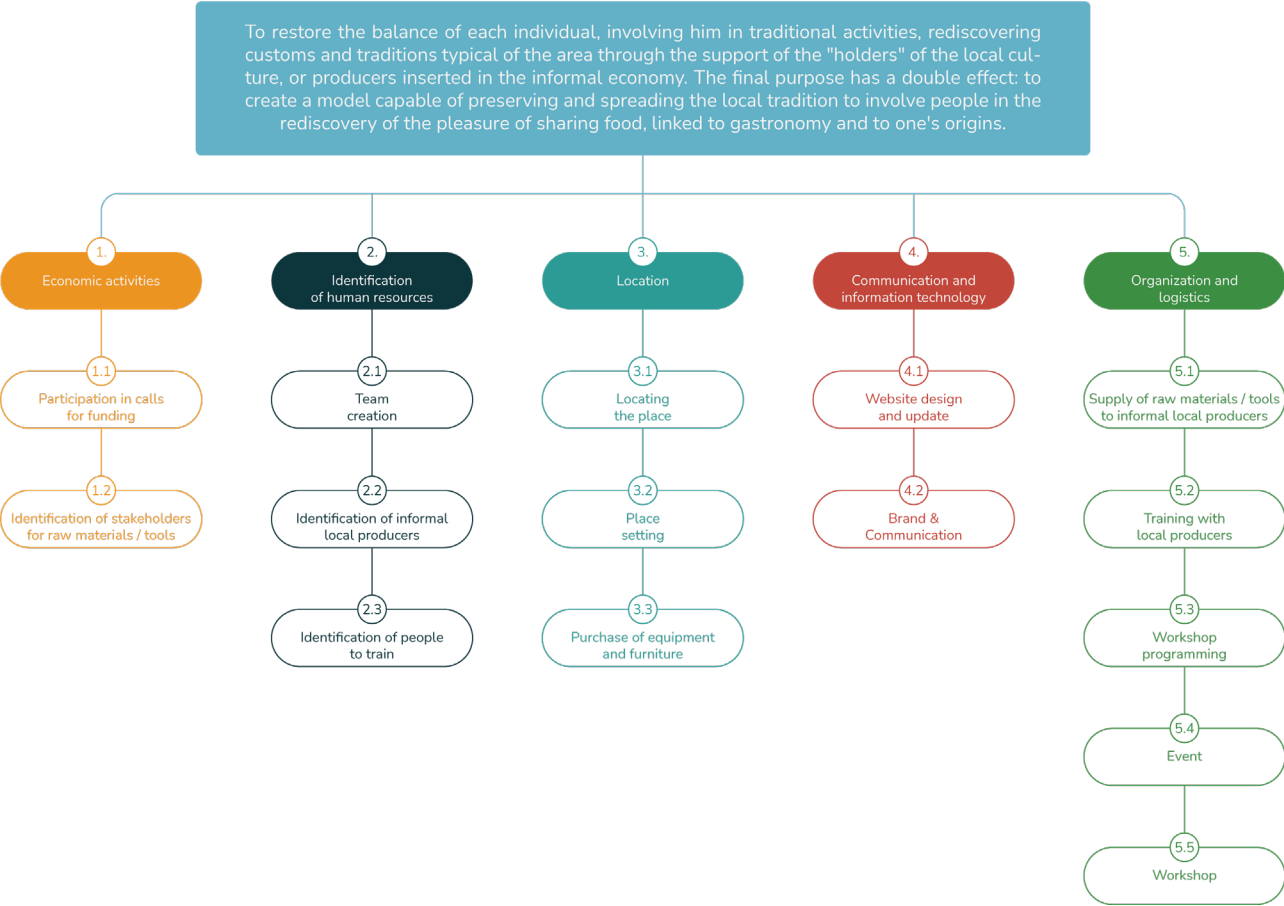 To restore the balance of each individual, involving him in traditional activities, rediscovering
customs and traditions typical of the area through the support of the "holders" of the local cul-
ture, or producers inserted in the informal economy. The final purpose has a double effect: to
create a model capable of preserving and spreading the local tradition to involve people in the
rediscovery of the pleasure of sharing food, linked to gastronomy and to one's origins.
1.
Economic activities
1.1
Participation in calls
for funding
1.2
Identification of stakeholders
for raw materials / tools
2.
Identification
of human resources
2.1
Team
creation
2.2
Identification of informal
local producers
2.3
Identification of people
to train
3.
Location
3.1
Locating
the place
3.2
Place
setting
3.3
Purchase of equipment
and furniture
4.
Communication and
information technology
4.1
Website design
and update
4.2
Brand &
Communication
5.
Organization and
logistics
5.1
Supply of raw materials / tools
to informal local producers
5.2
Training with
local producers
5.3
Workshop
programming
5.4
Event
5.5
Workshop